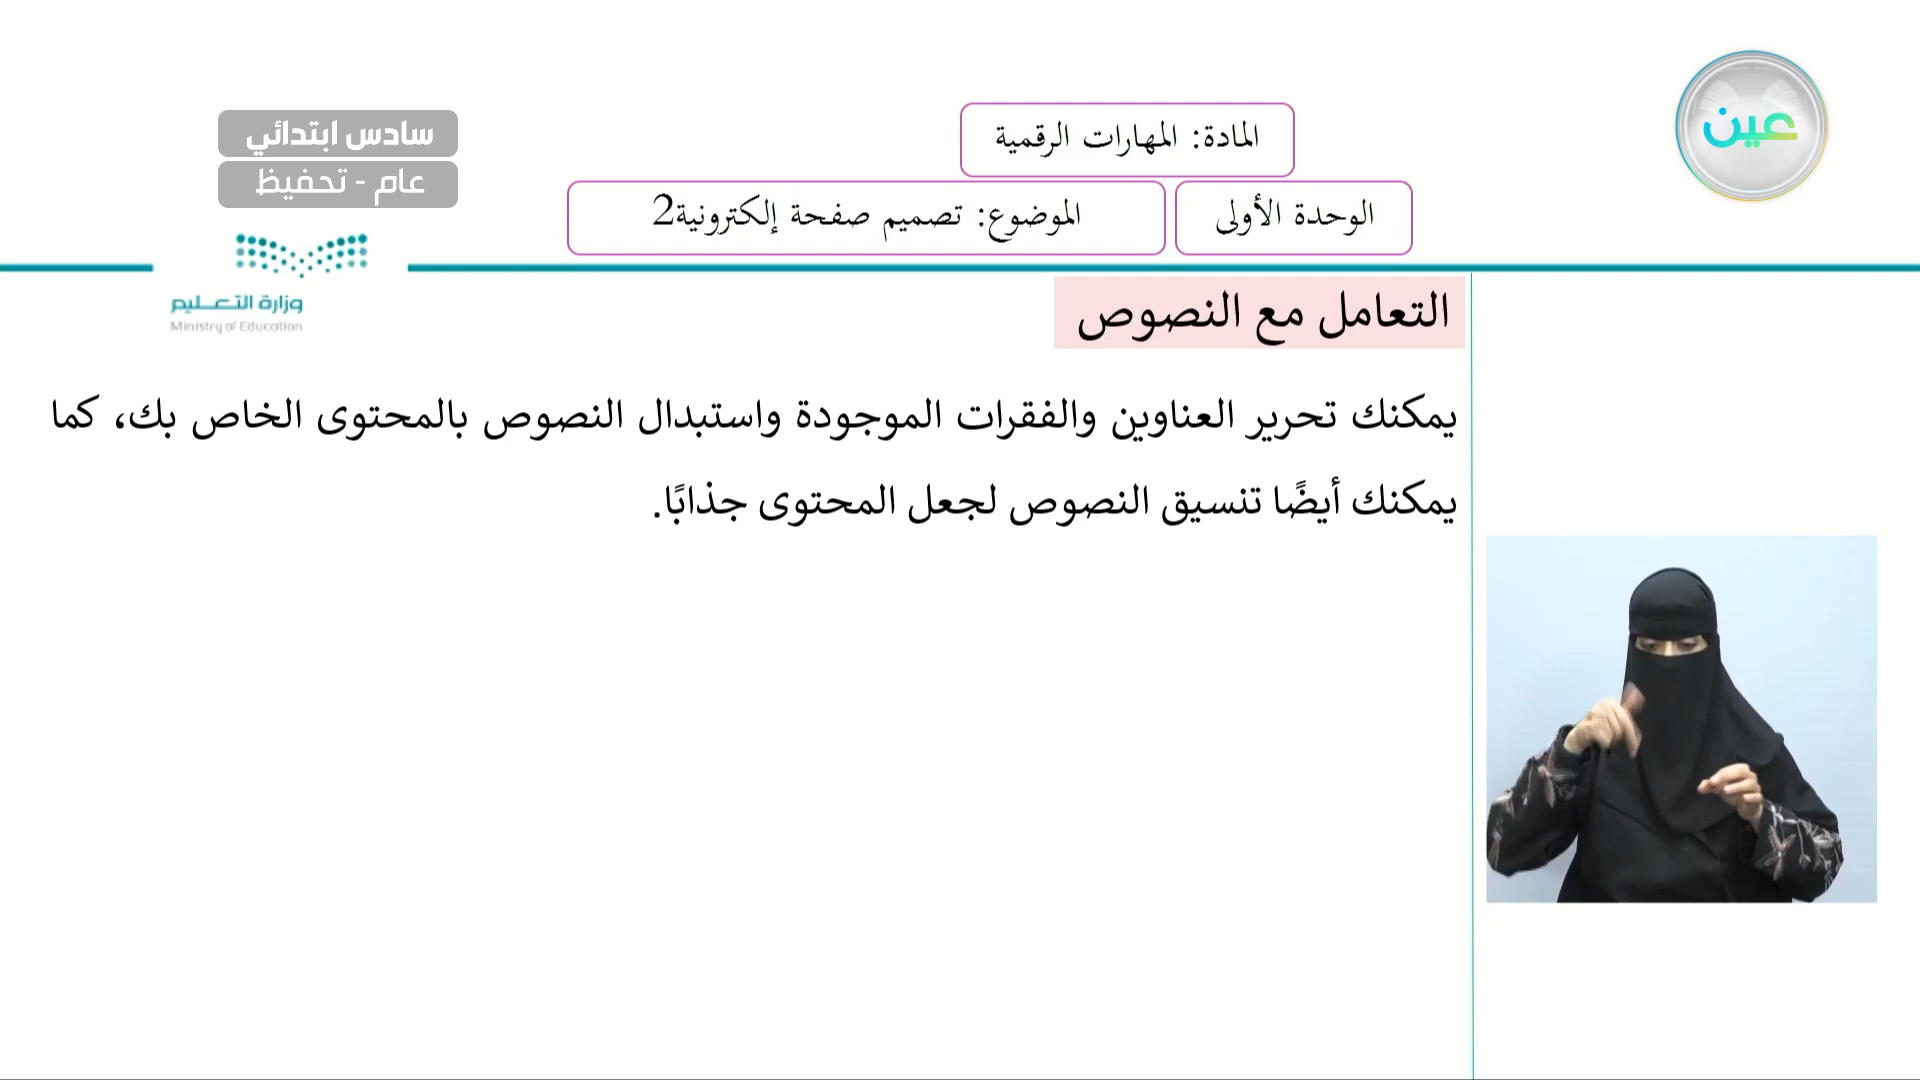 عين
المادة: المهارات الرقمية
سادس ابتدائي
عام - تحفيظ
الوحدة الأولى
الموضوع: تصميم صفحة إلكترونية2
وزارة التعليم
Ministry of Education
التعامل مع النصوص
يمكنك تحرير العناوين والفقرات الموجودة واستبدال النصوص بالمحتوى الخاص بك، كما
يمكنك أيضًا تنسيق النصوص لجعل المحتوى جذابًا.